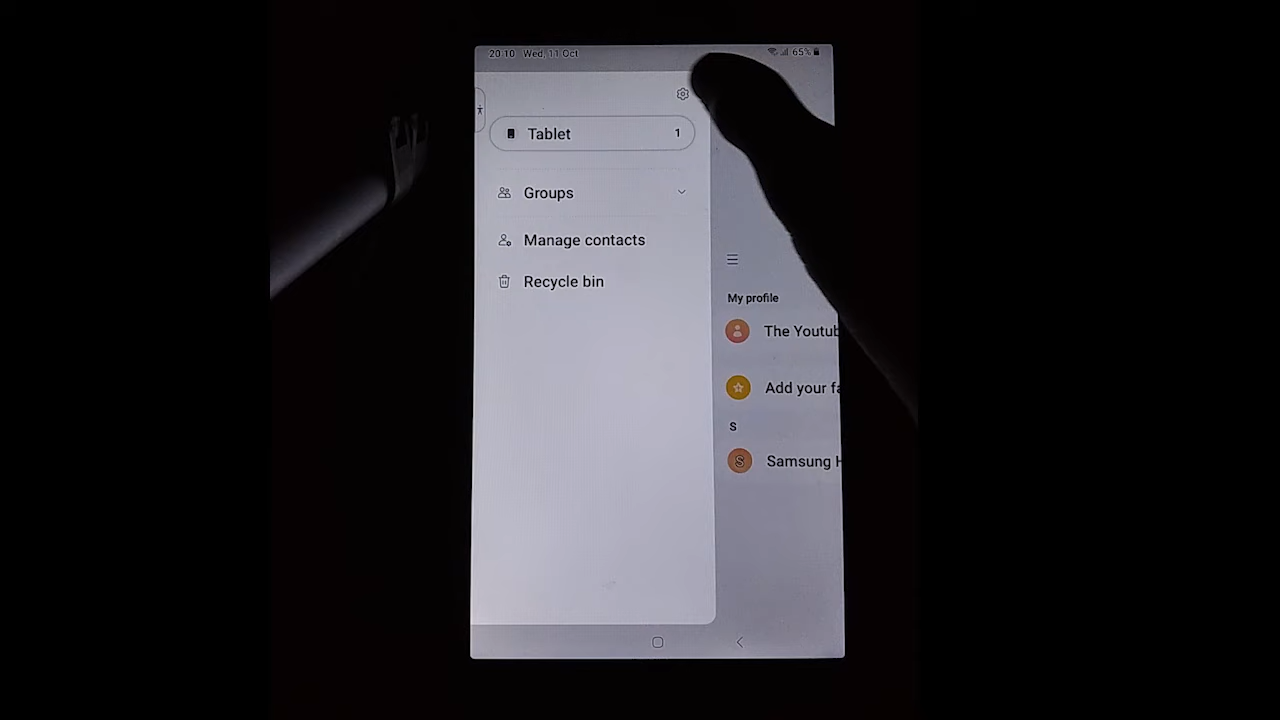 20:10 Wed, 11 Oct
65%
Tablet 1
Groups
Manage contacts
Recycle bin
My profile
The Youtub
Add your fa
S
S Samsung H